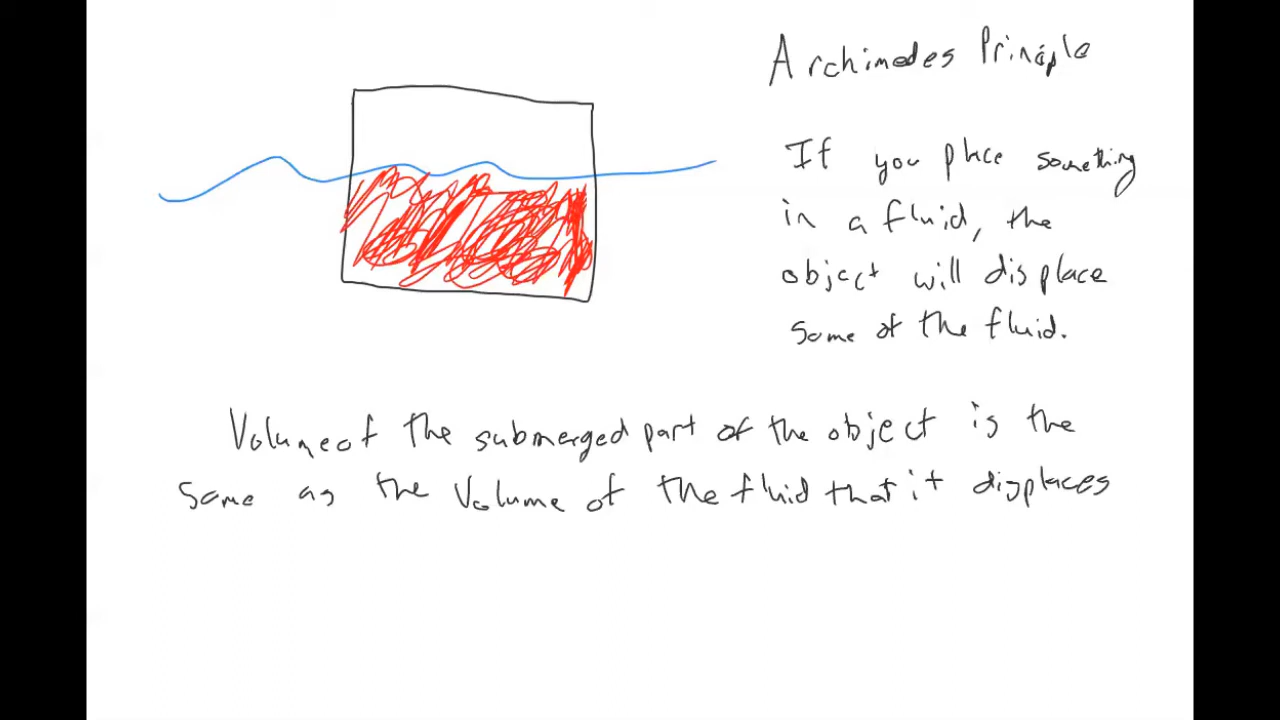 Archimedes Principle
If you place something
in a fluid, the
object will displace
some of the fluid.
Volume of the submerged part of the object is the
same as the volume of the fluid that it displaces